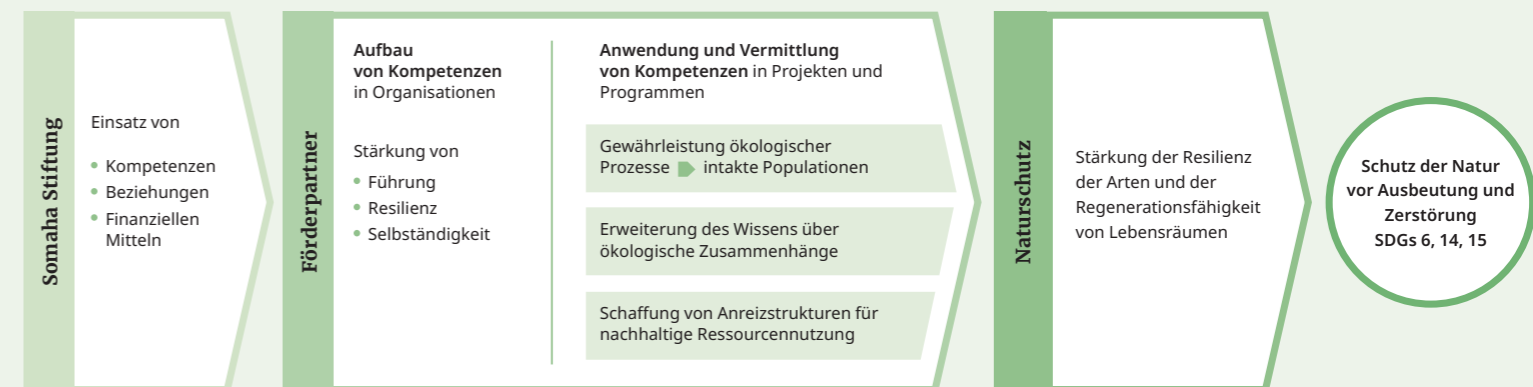 Somaha Stiftung
Einsatz von
• Kompetenzen
• Beziehungen
• Finanziellen
Mitteln
Förderpartner
Aufbau
von Kompetenzen
in Organisationen
Stärkung von
• Führung
• Resilienz
• Selbständigkeit
Anwendung und Vermittlung
von Kompetenzen in Projekten und
Programmen
Gewährleistung ökologischer
Prozesse intakte Populationen
Erweiterung des Wissens über
ökologische Zusammenhänge
Schaffung von Anreizstrukturen für
nachhaltige Ressourcennutzung
Naturschutz
Stärkung der Resilienz
der Arten und der
Regenerationsfähigkeit
von Lebensräumen
Schutz der Natur
vor Ausbeutung und
Zerstörung
SDGs 6, 14, 15